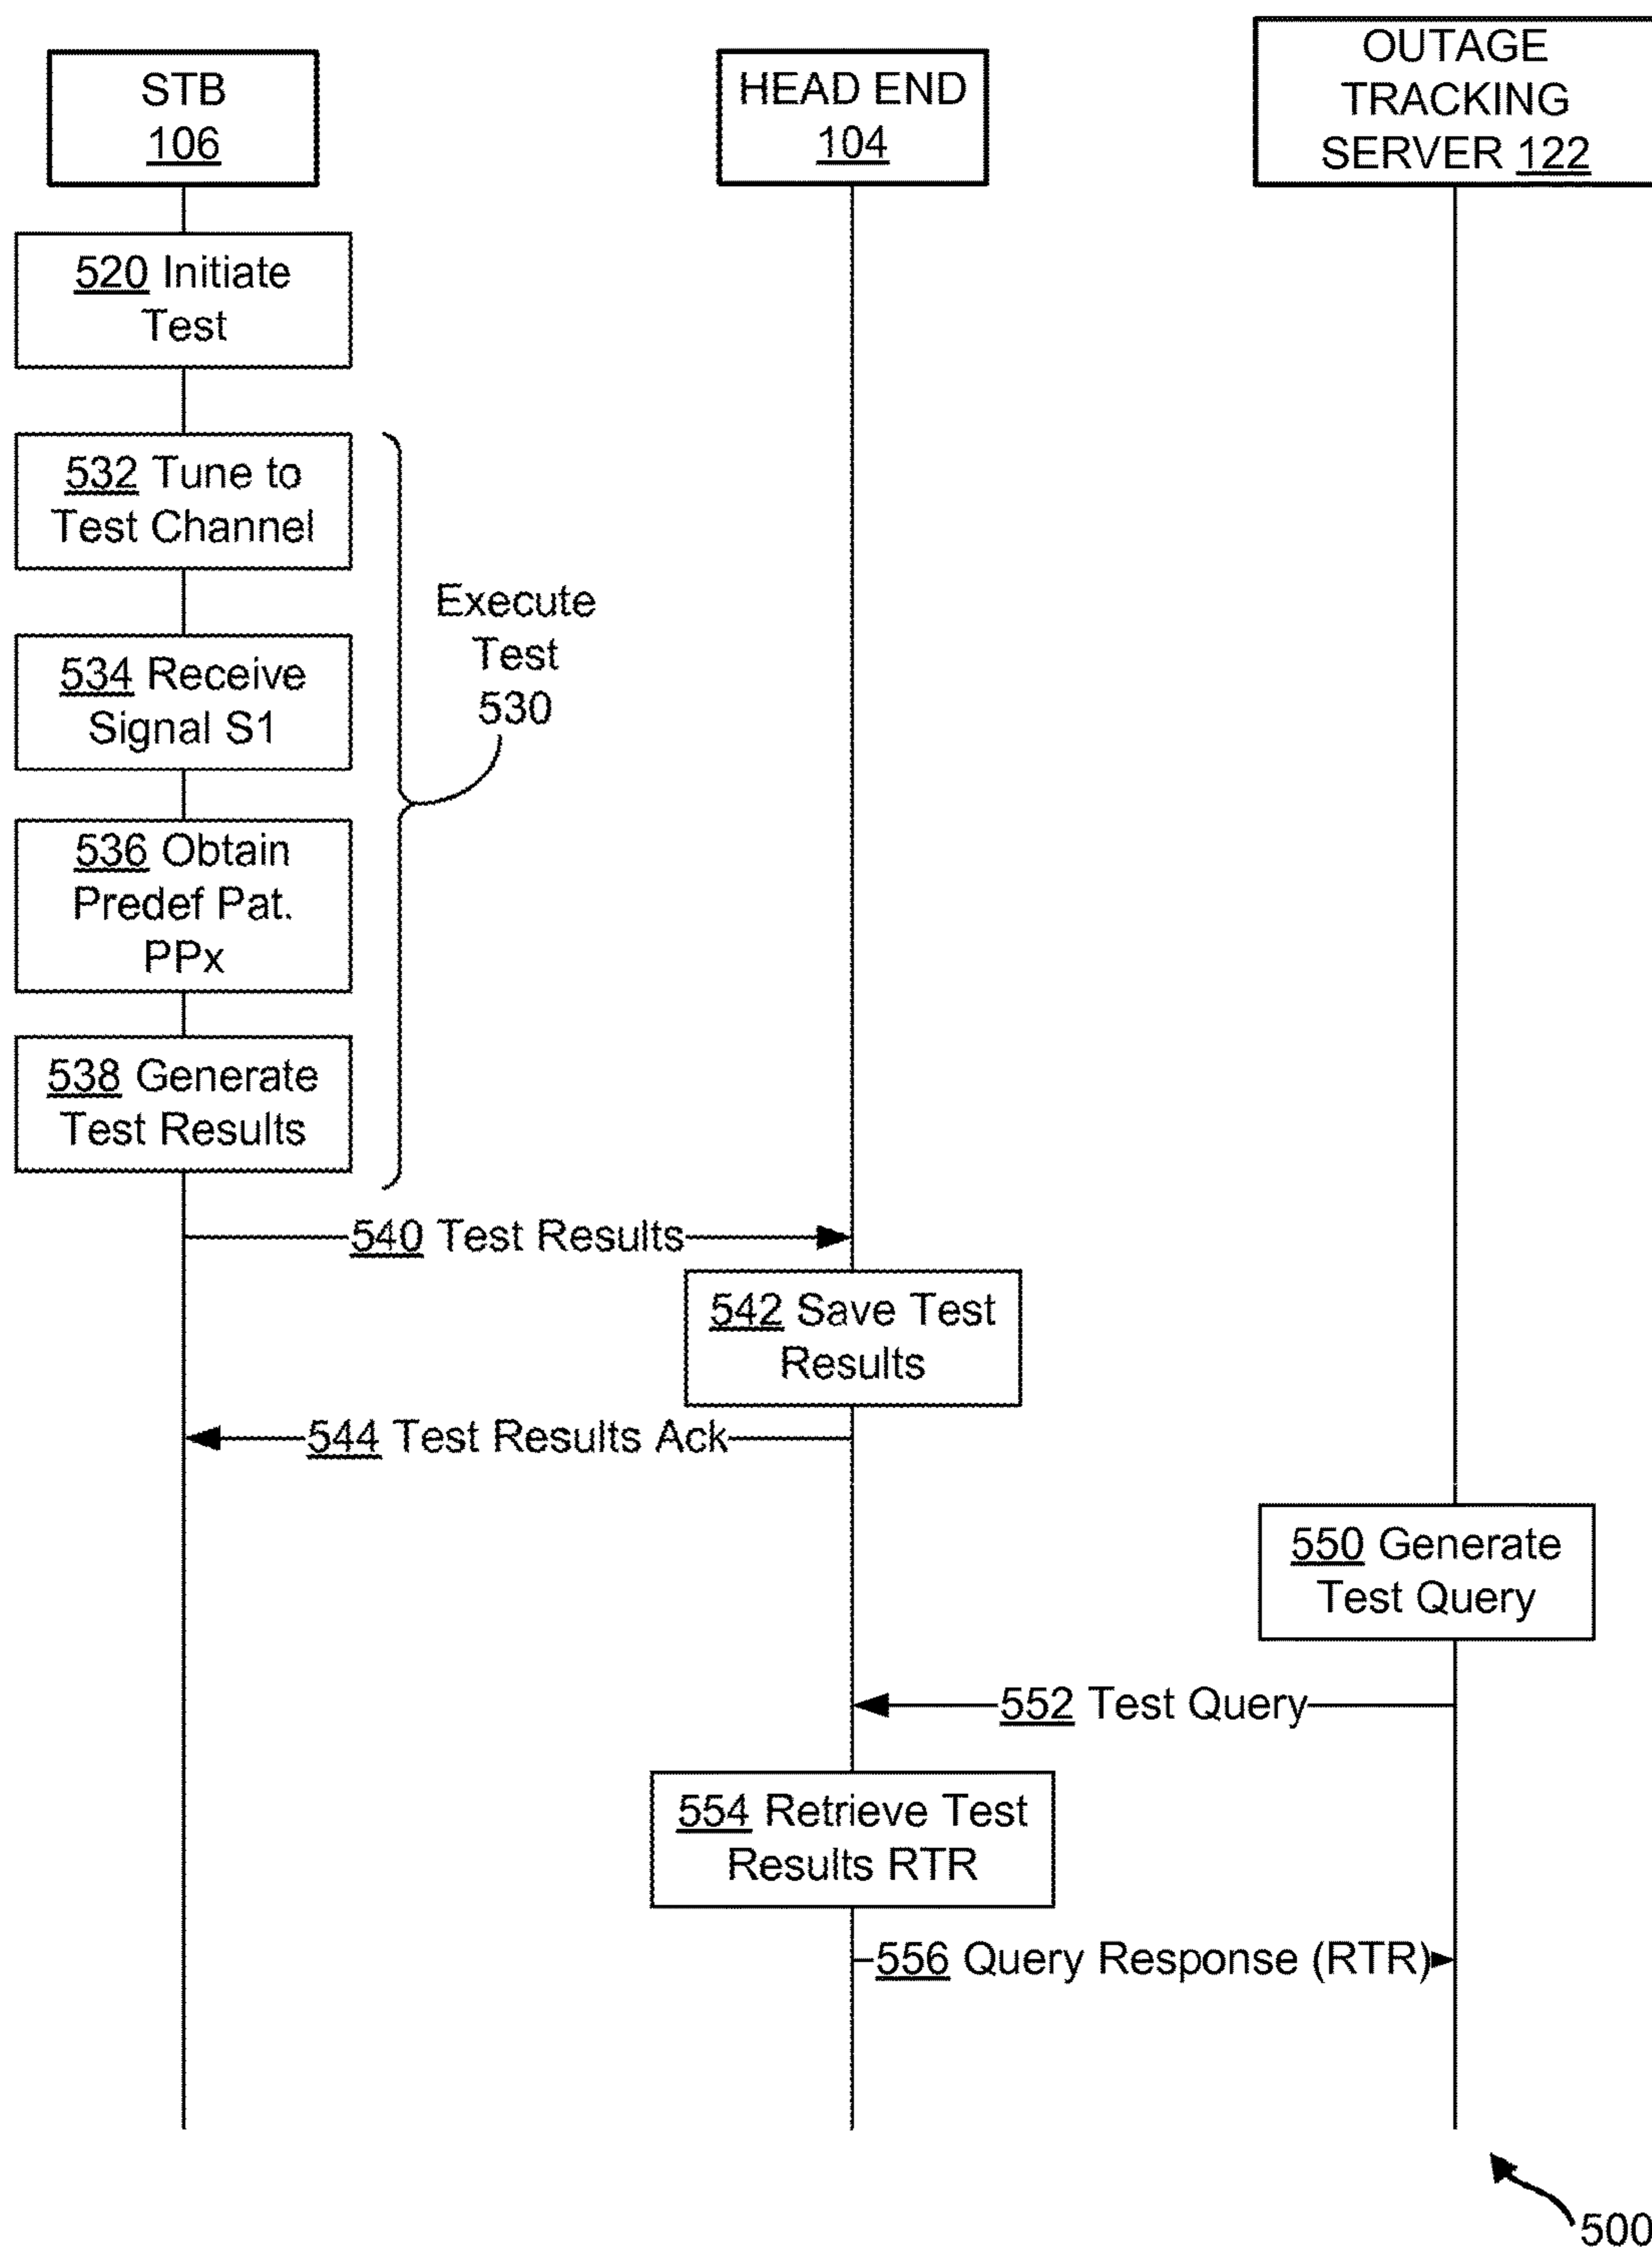 STB
106
HEAD END
104
OUTAGE
TRACKING
SERVER 122
520 Initiate
Test
532 Tune to
Test Channel
534 Receive
Signal S1
536 Obtain
Predef Pat.
PPx
538 Generate
Test Results
Execute
Test
530
540 Test Results
542 Save Test
Results
544 Test Results Ack
550 Generate
Test Query
552 Test Query
554 Retrieve Test
Results RTR
556 Query Response (RTR)
500